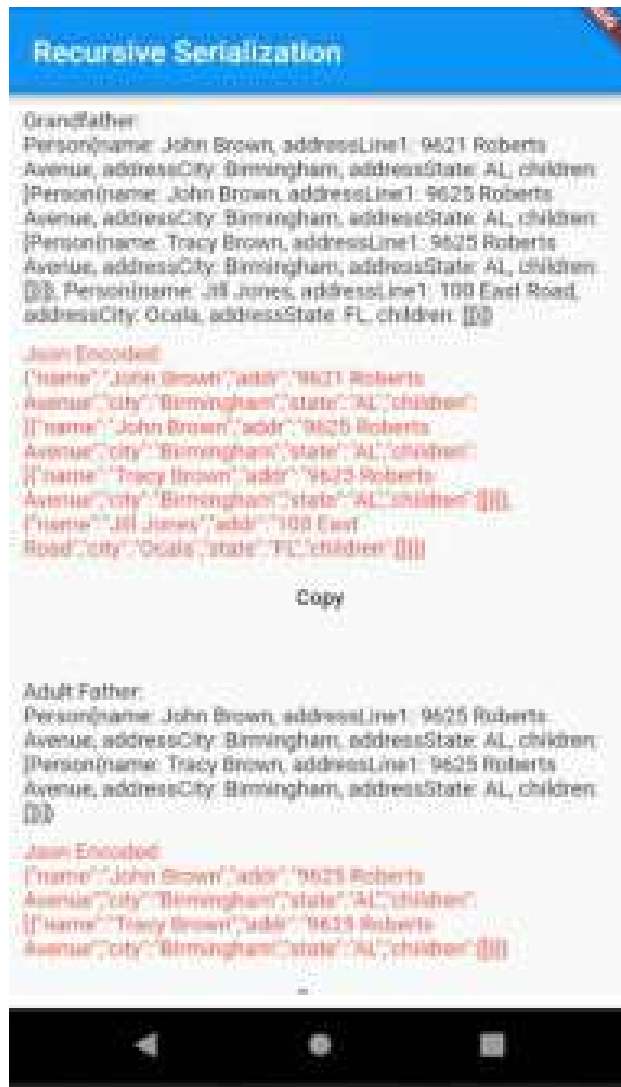 Recursive Serialization
Grandfather:
Person{name: John Brown, addressLine1: 9621 Roberts
Avenue, addressCity: Birmingham, addressState: AL, children:
[Person{name: John Brown, addressLine1: 9625 Roberts
Avenue, addressCity: Birmingham, addressState: AL, children:
[Person{name: Tracy Brown, addressLine1: 9625 Roberts
Avenue, addressCity: Birmingham, addressState: AL, children:
[]}]}, Person{name: Jill Jones, addressLine1: 100 East Road,
addressCity: Ocala, addressState: FL, children: []}]}
Json Encoded:
{"name":"John Brown","addr":"9621 Roberts
Avenue","city":"Birmingham","state":"AL","children":
[{"name":"John Brown","addr":"9625 Roberts
Avenue","city":"Birmingham","state":"AL","children":
[{"name":"Tracy Brown","addr":"9625 Roberts
Avenue","city":"Birmingham","state":"AL","children":[]}]},
{"name":"Jill Jones","addr":"100 East
Road","city":"Ocala","state":"FL","children":[]}]}
Copy
Adult Father:
Person{name: John Brown, addressLine1: 9625 Roberts
Avenue, addressCity: Birmingham, addressState: AL, children:
[Person{name: Tracy Brown, addressLine1: 9625 Roberts
Avenue, addressCity: Birmingham, addressState: AL, children:
[]}]}
Json Encoded:
{"name":"John Brown","addr":"9625 Roberts
Avenue","city":"Birmingham","state":"AL","children":
[{"name":"Tracy Brown","addr":"9625 Roberts
Avenue","city":"Birmingham","state":"AL","children":[]}]}